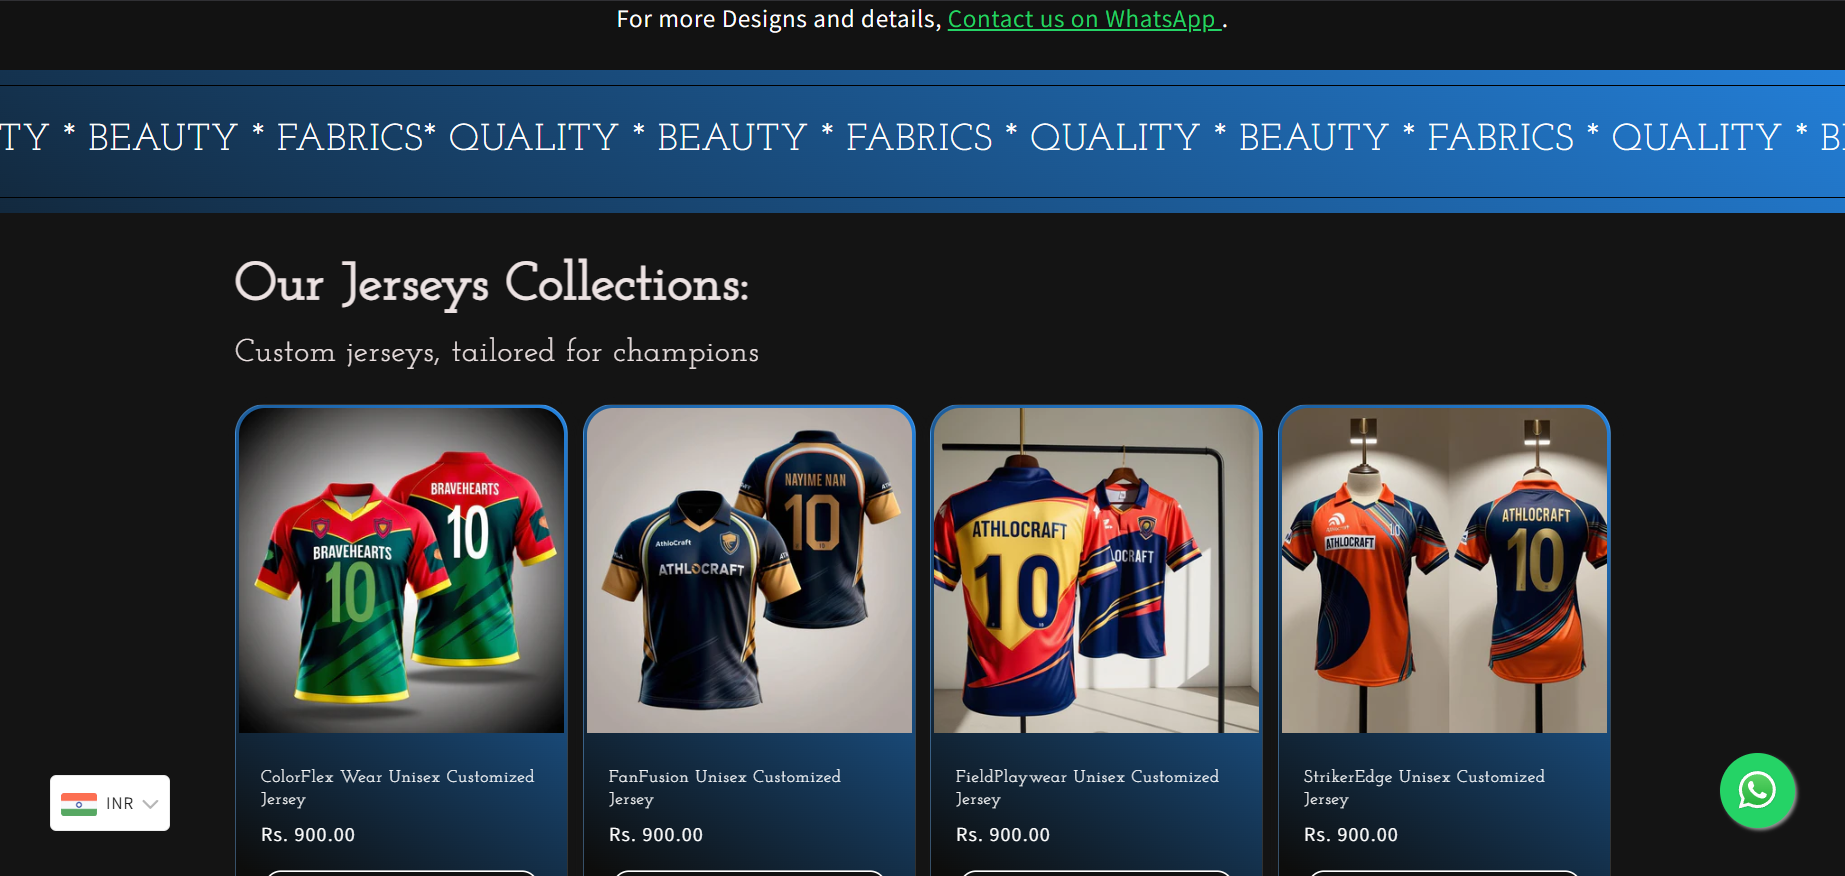 For more Designs and details, Contact us on WhatsApp .
TY * BEAUTY * FABRICS* QUALITY * BEAUTY * FABRICS * QUALITY * BEAUTY * FABRICS * QUALITY * B
Our Jerseys Collections:
Custom jerseys, tailored for champions
BRAVEHEARTS
10
BRAVEHEARTS
10
NAYIME NAN
10
AthloCraft
ATHLOCRAFT
ATHLOCRAFT
10
LOCRAFT
10
ATHLOCRAFT
ATHLOCRAFT
10
ColorFlex Wear Unisex Customized
Jersey
Rs. 900.00
FanFusion Unisex Customized
Jersey
Rs. 900.00
FieldPlaywear Unisex Customized
Jersey
Rs. 900.00
StrikerEdge Unisex Customized
Jersey
Rs. 900.00
INR